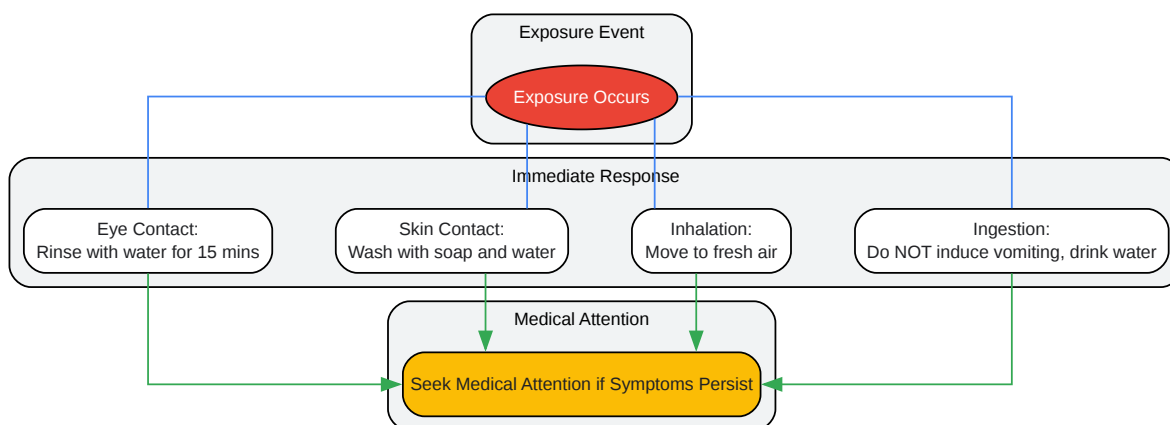 Exposure Event
Exposure Occurs
Immediate Response
Eye Contact:
Rinse with water for 15 mins
Skin Contact:
Wash with soap and water
Inhalation:
Move to fresh air
Ingestion:
Do NOT induce vomiting, drink water
Medical Attention
Seek Medical Attention if Symptoms Persist